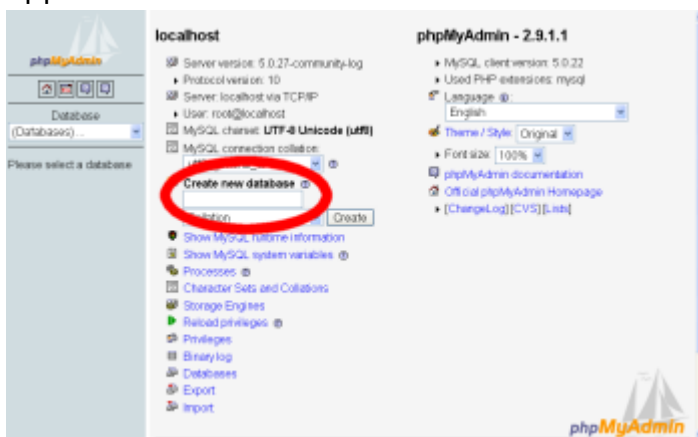 phpMyAdmin
Database
(Databases)...
Please select a database
localhost
Server version: 5.0.27-community-log
Protocol version: 10
Server: localhost via TCP/IP
User: root@localhost
MySQL charset: UTF-8 Unicode (utf8)
MySQL connection collation:
Create new database
Collation
Create
Show MySQL runtime information
Show MySQL system variables
Processes
Character Sets and Collations
Storage Engines
Reload privileges
Privileges
Binary log
Databases
Export
Import
phpMyAdmin - 2.9.1.1
MySQL client version: 5.0.22
Used PHP extensions: mysql
Language
English
Theme / Style: Original
Font size: 100%
phpMyAdmin documentation
Official phpMyAdmin Homepage
[ChangeLog] [CVS] [Lists]
phpMyAdmin